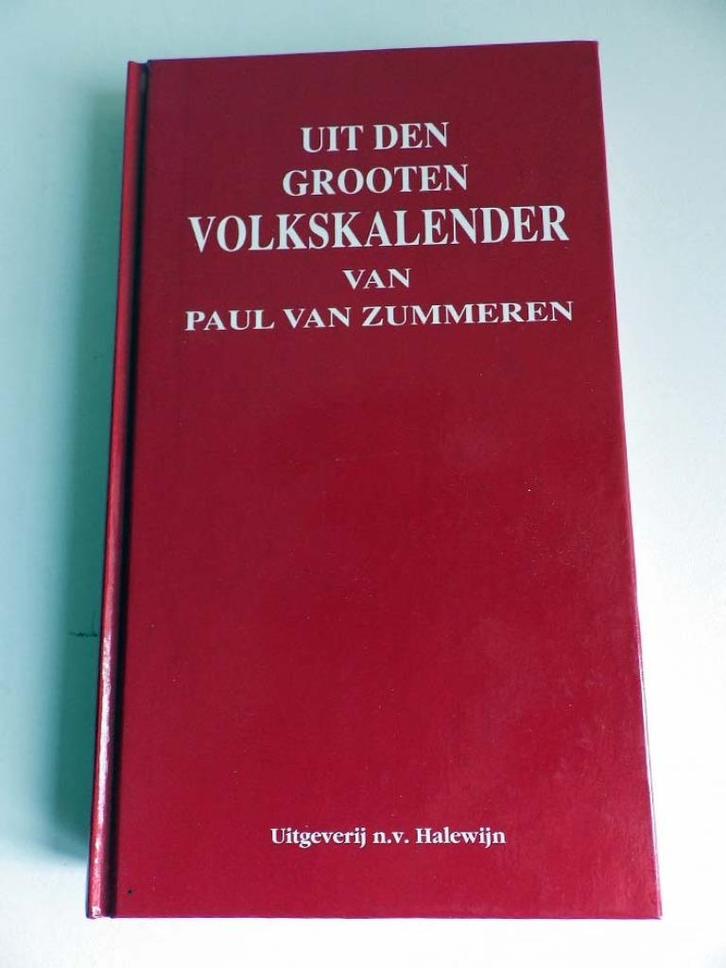 UIT DEN
GROOTEN
VOLKSKALENDER
VAN
PAUL VAN ZUMMEREN
Uitgeverij n.v. Halewijn